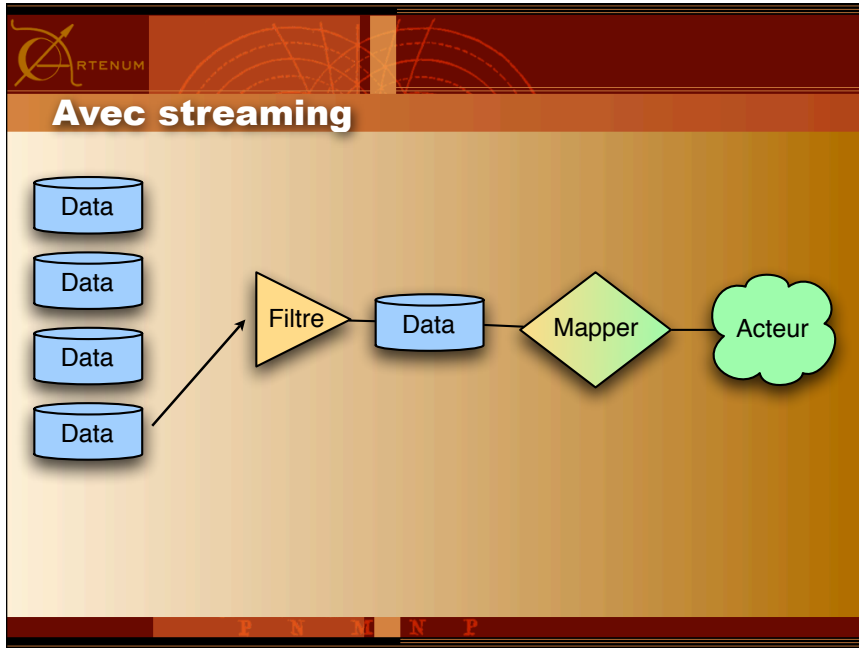 ARTENUM
Avec streaming
Data
Data
Data
Data
Filtre
Data
Mapper
Acteur
P N M N P